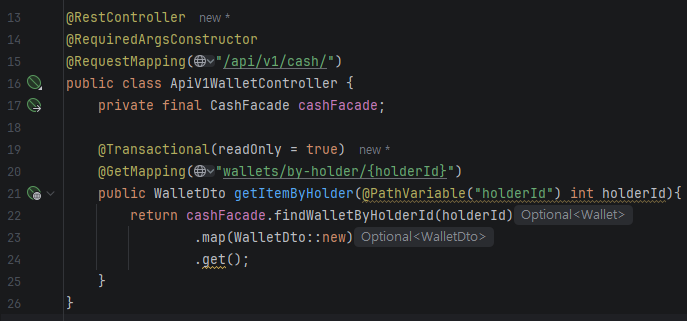 13 @RestController new *
14 @RequiredArgsConstructor
15 @RequestMapping("/api/v1/cash/")
16 public class ApiV1WalletController {
17     private final CashFacade cashFacade;
18
19     @Transactional(readOnly = true) new *
20     @GetMapping("wallets/by-holder/{holderId}")
21     public WalletDto getItemByHolder(@PathVariable("holderId") int holderId){
22         return cashFacade.findWalletByHolderId(holderId) Optional<Wallet>
23                 .map(WalletDto::new) Optional<WalletDto>
24                 .get();
25     }
26 }